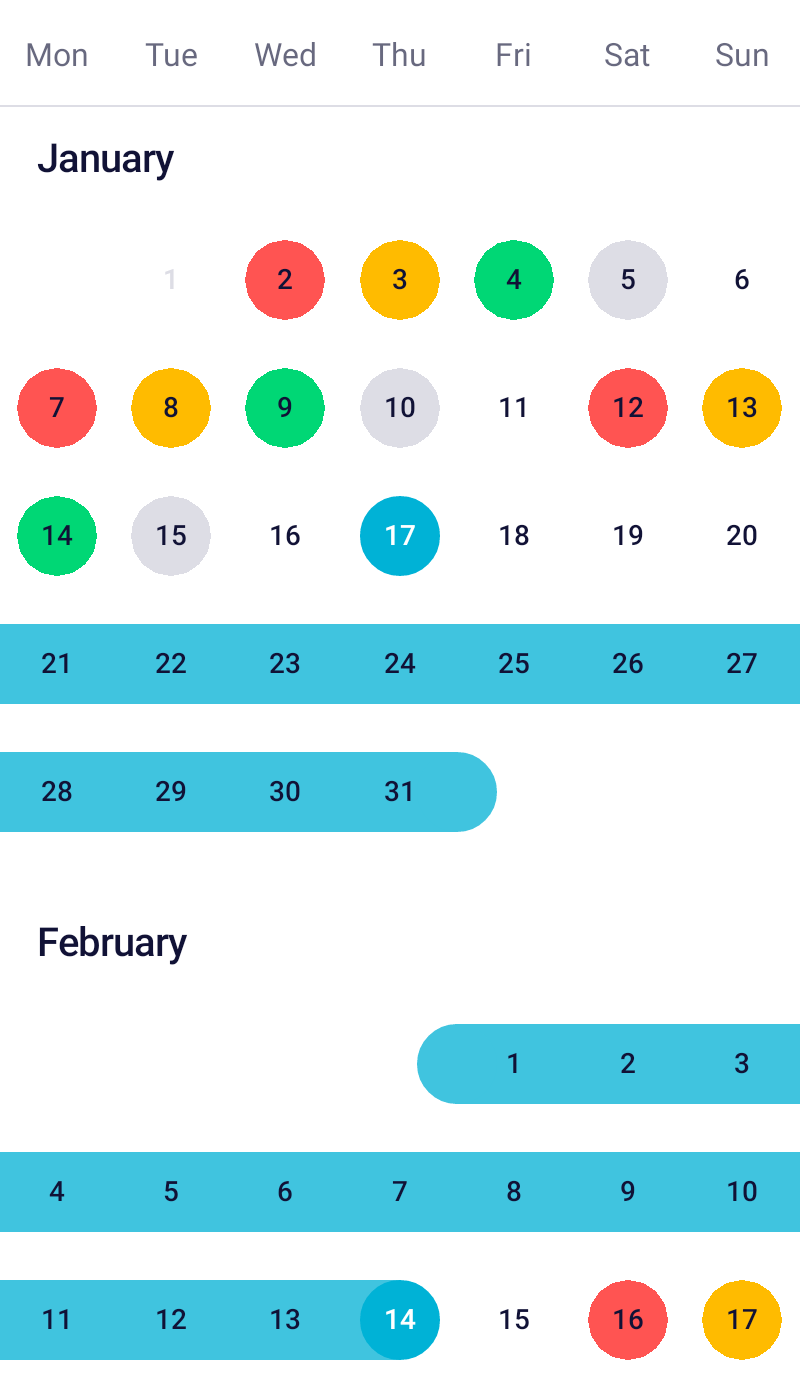 Mon Tue Wed Thu Fri Sat Sun
January
1 2 3 4 5 6
7 8 9 10 11 12 13
14 15 16 17 18 19 20
21 22 23 24 25 26 27
28 29 30 31
February
1 2 3
4 5 6 7 8 9 10
11 12 13 14 15 16 17